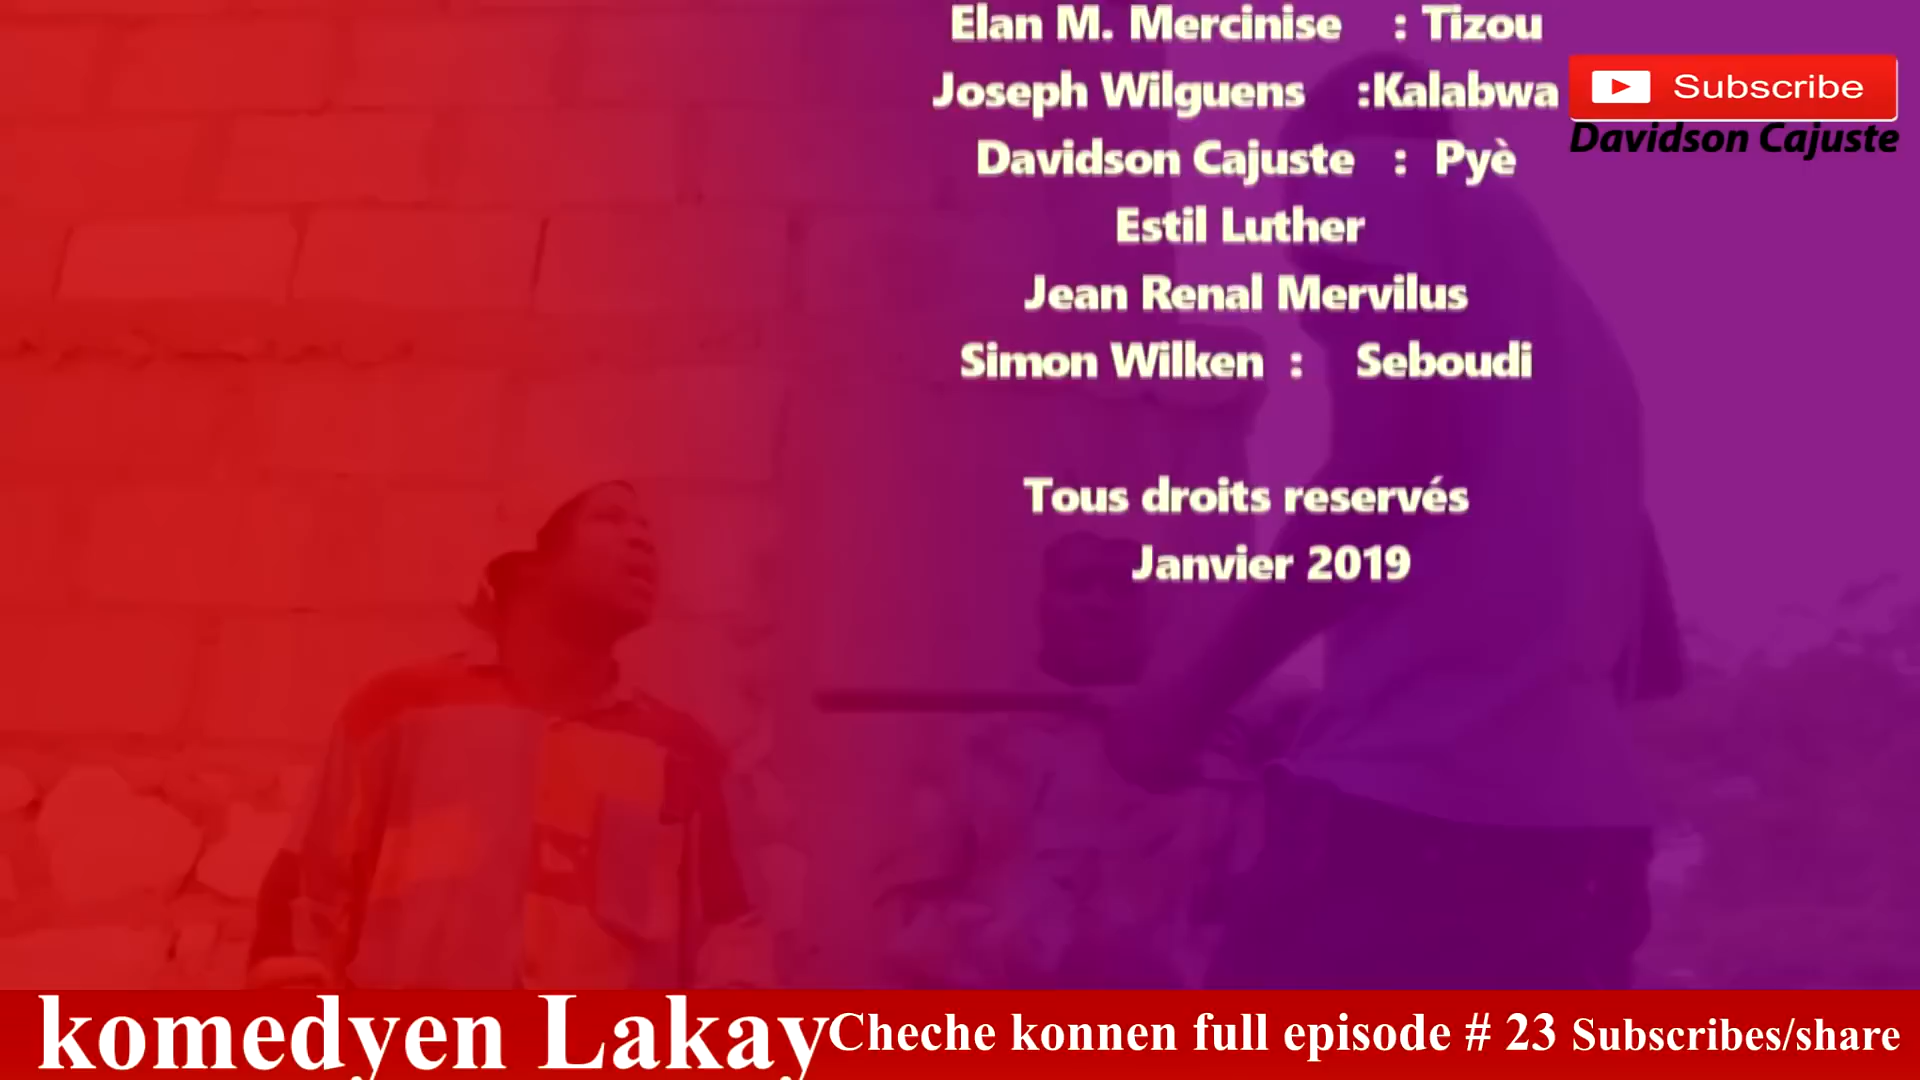 Elan M. Mercinise : Tizou
Joseph Wilguens :Kalabwa
Davidson Cajuste : Pyè
Estil Luther
Jean Renal Mervilus
Simon Wilken : Seboudi
Tous droits reservés
Janvier 2019
Subscribe
Davidson Cajuste
komedyen Lakay Cheche konnen full episode # 23 Subscribes/share